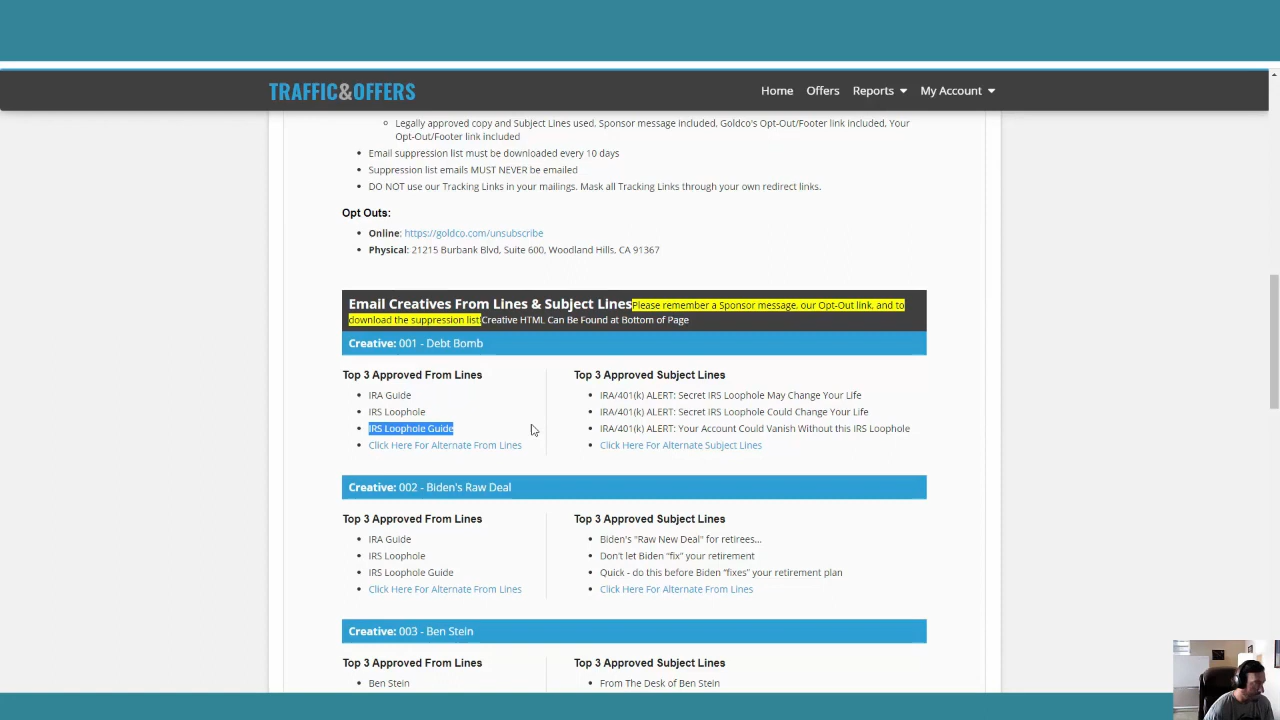 TRAFFIC&OFFERS
Home Offers Reports My Account
Legally approved copy and Subject Lines used, Sponsor message included, Goldco's Opt-Out/Footer link included, Your
Opt-Out/Footer link included
Email suppression list must be downloaded every 10 days
Suppression list emails MUST NEVER be emailed
DO NOT use our Tracking Links in your mailings. Mask all Tracking Links through your own redirect links.
Opt Outs:
Online: https://goldco.com/unsubscribe
Physical: 21215 Burbank Blvd, Suite 600, Woodland Hills, CA 91367
Email Creatives From Lines & Subject LinesPlease remember a Sponsor message, our Opt-Out link, and to
download the suppression list!Creative HTML Can Be Found at Bottom of Page
Creative: 001 - Debt Bomb
Top 3 Approved From Lines
IRA Guide
IRS Loophole
IRS Loophole Guide
Click Here For Alternate From Lines
Top 3 Approved Subject Lines
IRA/401(k) ALERT: Secret IRS Loophole May Change Your Life
IRA/401(k) ALERT: Secret IRS Loophole Could Change Your Life
IRA/401(k) ALERT: Your Account Could Vanish Without this IRS Loophole
Click Here For Alternate Subject Lines
Creative: 002 - Biden's Raw Deal
Top 3 Approved From Lines
IRA Guide
IRS Loophole
IRS Loophole Guide
Click Here For Alternate From Lines
Top 3 Approved Subject Lines
Biden's "Raw New Deal" for retirees...
Don't let Biden “fix” your retirement
Quick - do this before Biden “fixes” your retirement plan
Click Here For Alternate From Lines
Creative: 003 - Ben Stein
Top 3 Approved From Lines
Ben Stein
Top 3 Approved Subject Lines
From The Desk of Ben Stein